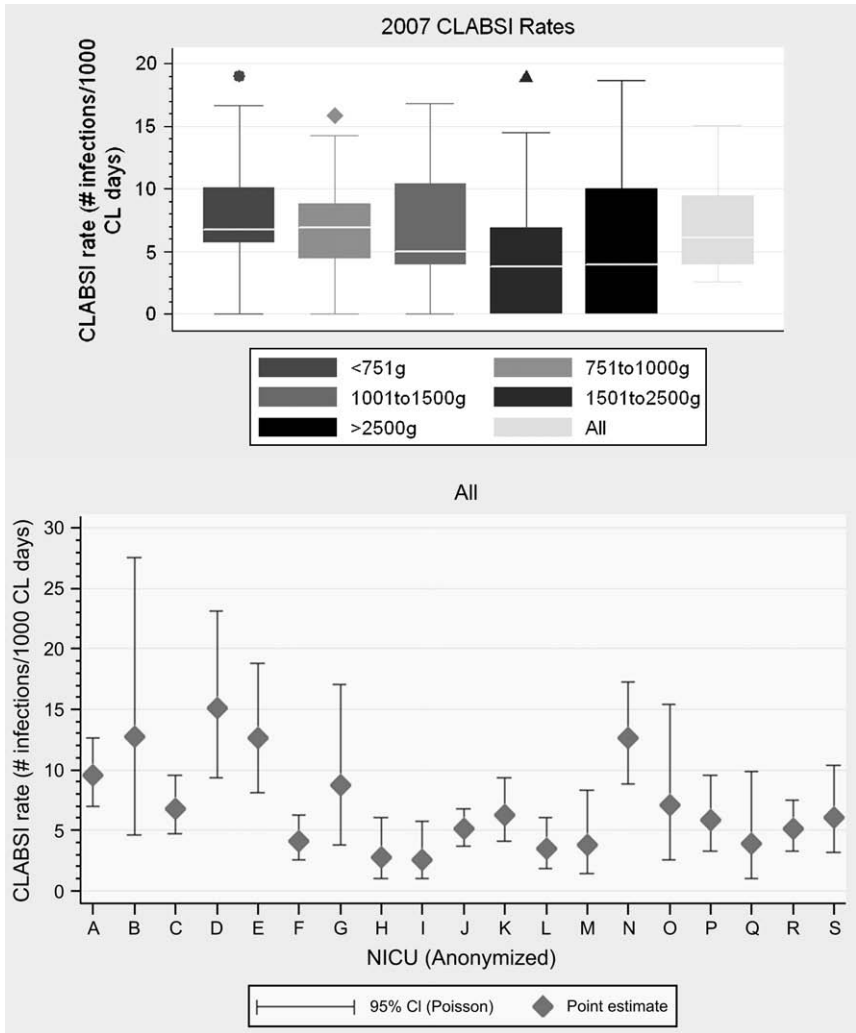 2007 CLABSI Rates
CLABSI rate (# infections/1000
CL days)
20
15
10
5
0
<751g
751to1000g
1001to1500g
1501to2500g
>2500g
All
All
CLABSI rate (# infections/1000 CL days)
30
25
20
15
10
5
0
A B C D E F G H I J K L M N O P Q R S
NICU (Anonymized)
95% CI (Poisson)
Point estimate